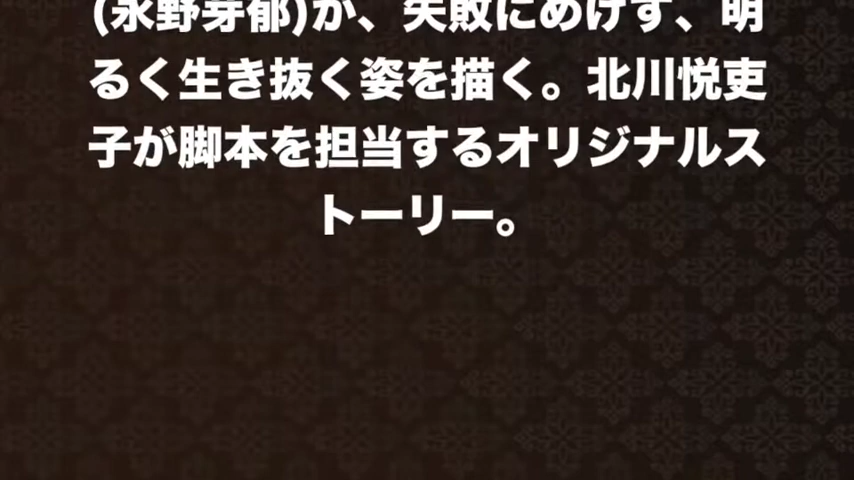 (永野芽郁)が、失敗にめげず、明
るく生き抜く姿を描く。北川悦吏
子が脚本を担当するオリジナルス
トーリー。